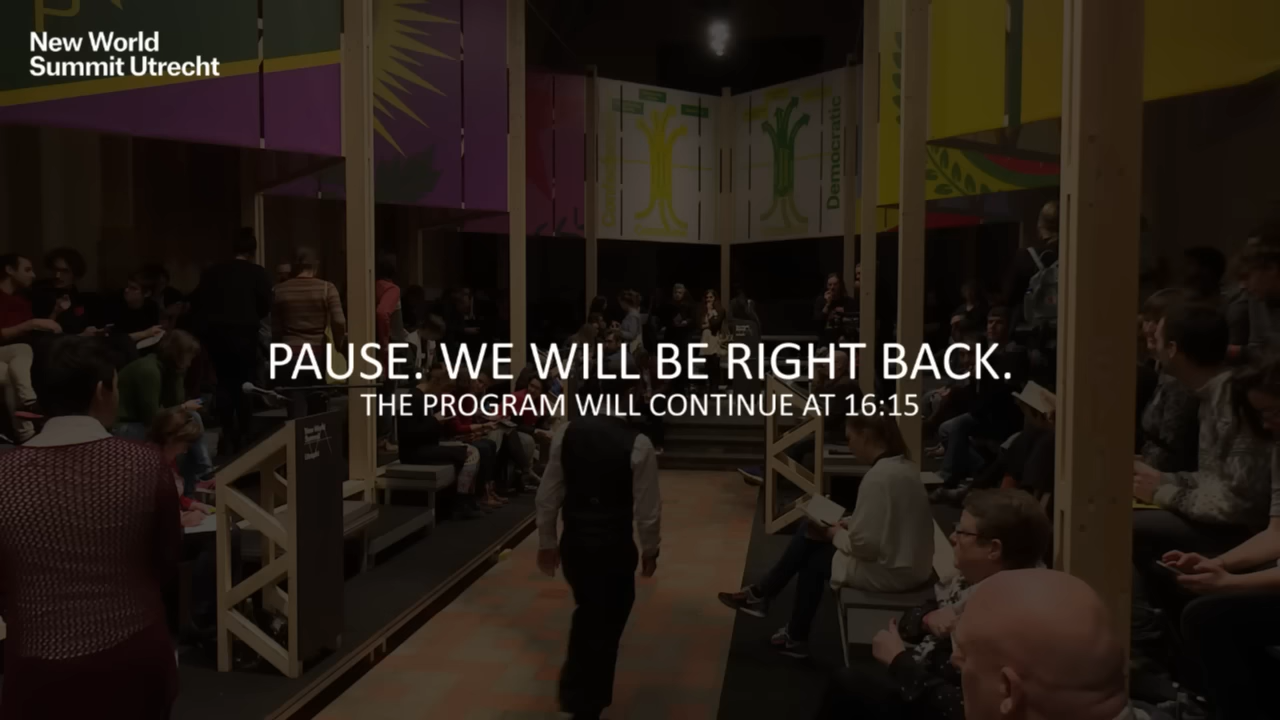 New World
Summit Utrecht
Democratic
PAUSE. WE WILL BE RIGHT BACK.
THE PROGRAM WILL CONTINUE AT 16:15